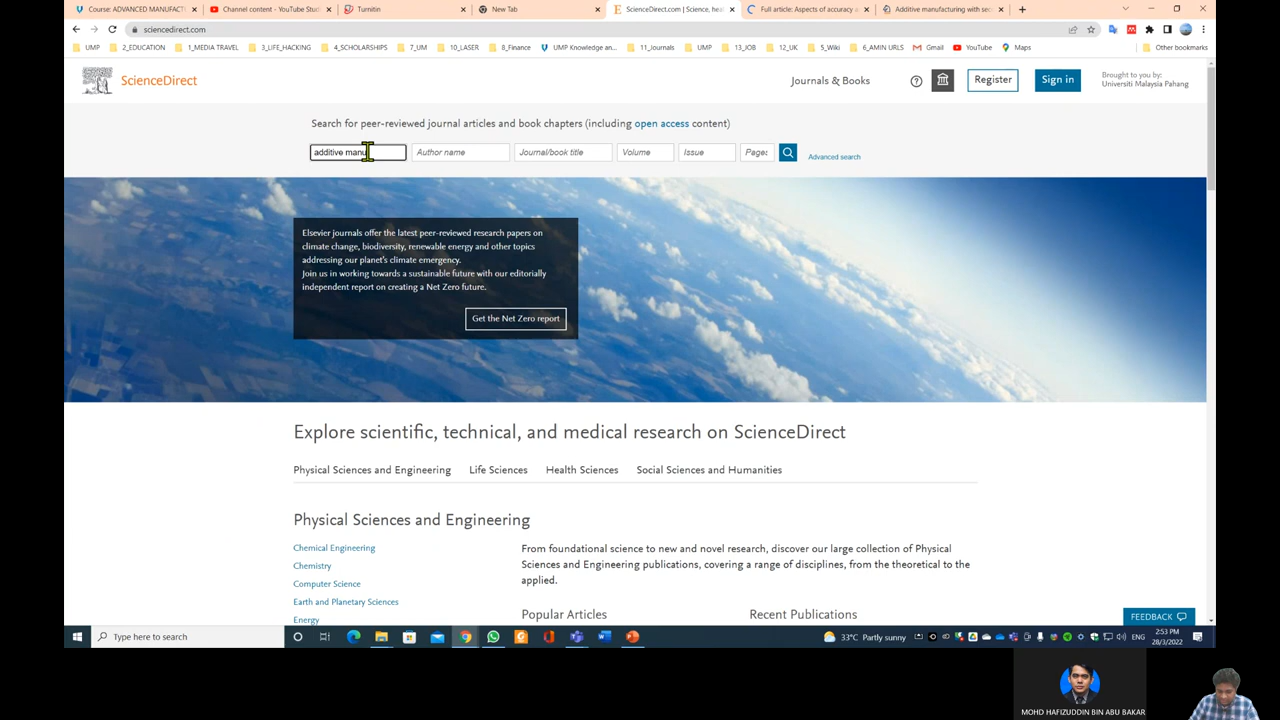 Course: ADVANCED MANUFACT
Channel content - YouTube Stud
Turnitin
New Tab
ScienceDirect.com | Science, hea
Full article: Aspects of accuracy a
Additive manufacturing with sec
sciencedirect.com
UMP
2_EDUCATION
1_MEDIA TRAVEL
3_LIFE_HACKING
4_SCHOLARSHIPS
7_UM
10_LASER
8_Finance
UMP Knowledge an...
11_Journals
UMP
13_JOB
12_UK
5_Wiki
6_AMIN URLS
Gmail
YouTube
Maps
Other bookmarks
ScienceDirect
Journals & Books
?
Register
Sign in
Brought to you by:
Universiti Malaysia Pahang
Search for peer-reviewed journal articles and book chapters (including open access content)
additive manu
Author name
Journal/book title
Volume
Issue
Page
Advanced search
Elsevier journals offer the latest peer-reviewed research papers on
climate change, biodiversity, renewable energy and other topics
addressing our planet's climate emergency.
Join us in working towards a sustainable future with our editorially
independent report on creating a Net Zero future.
Get the Net Zero report
Explore scientific, technical, and medical research on ScienceDirect
Physical Sciences and Engineering
Life Sciences
Health Sciences
Social Sciences and Humanities
Physical Sciences and Engineering
Chemical Engineering
Chemistry
Computer Science
Earth and Planetary Sciences
Energy
From foundational science to new and novel research, discover our large collection of Physical
Sciences and Engineering publications, covering a range of disciplines, from the theoretical to the
applied.
Popular Articles
Recent Publications
FEEDBACK
Type here to search
33°C Partly sunny
ENG
2:53 PM
28/3/2022
MOHD HAFIZUDDIN BIN ABU BAKAR